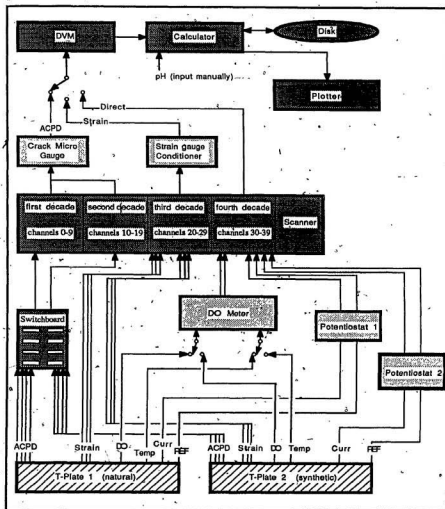 DVM
Calculator
Disk
pH (input manually)
Plotter
Direct
Strain
ACPD
Crack Micro
Gauge
Strain gauge
Conditioner
first decade
second decade
third decade
fourth decade
Scanner
channels 0-9
channels 10-19
channels 20-29
channels 30-39
Switchboard
DO Meter
Potentiostat 1
Potentiostat 2
ACPD
Strain
DO
Temp
Curr
REF
ACPD
Strain
DO
Temp
Curr
REF
T-Plate 1 (natural)
T-Plate 2 (synthetic)